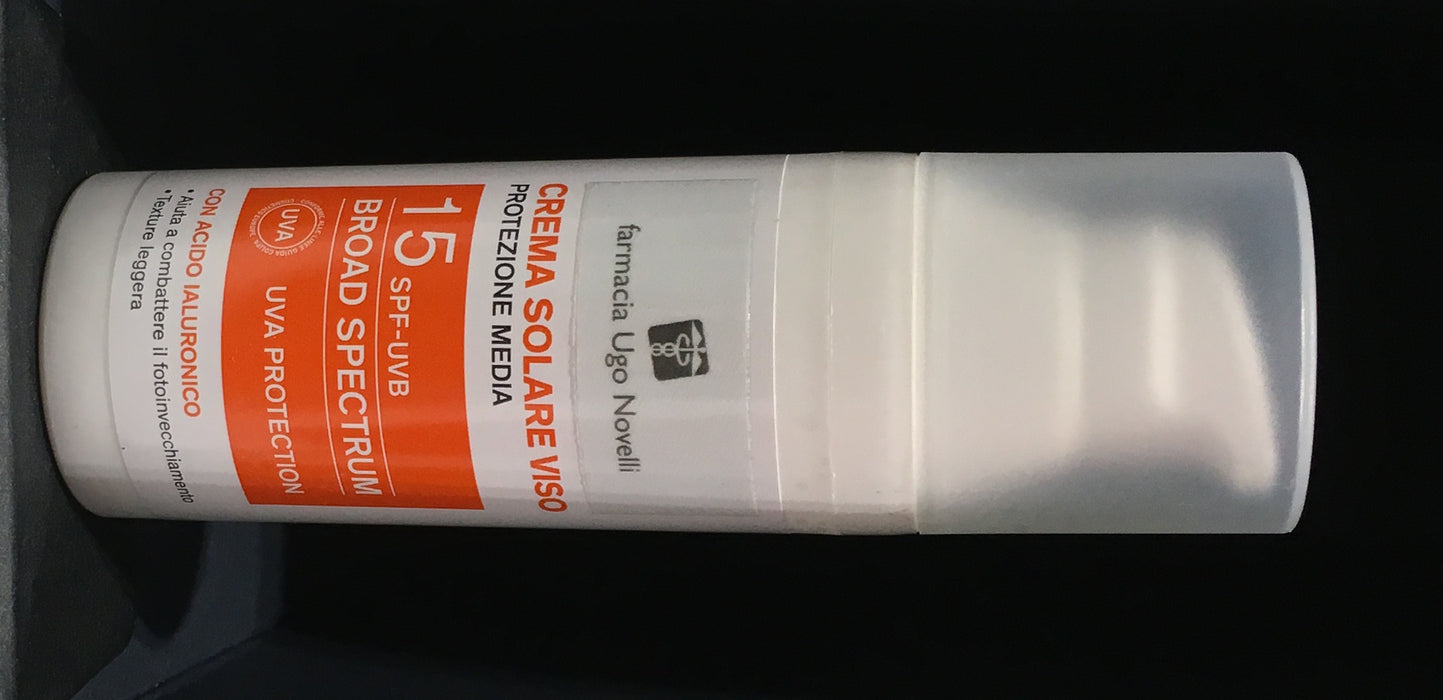 farmacia Ugo Novelli
CREMA SOLARE VISO
PROTEZIONE MEDIA
15 SPF-UVB
BROAD SPECTRUM
UVA
UVA PROTECTION
CON ACIDO IALURONICO
•Aiuta a combattere il fotoinvecchiamento
•Texture leggera